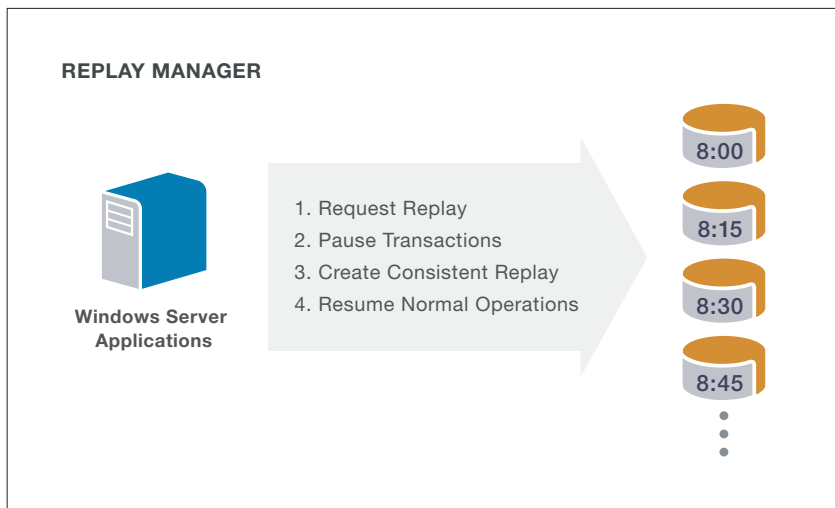 REPLAY MANAGER
Windows Server
Applications
1. Request Replay
2. Pause Transactions
3. Create Consistent Replay
4. Resume Normal Operations
8:00
8:15
8:30
8:45